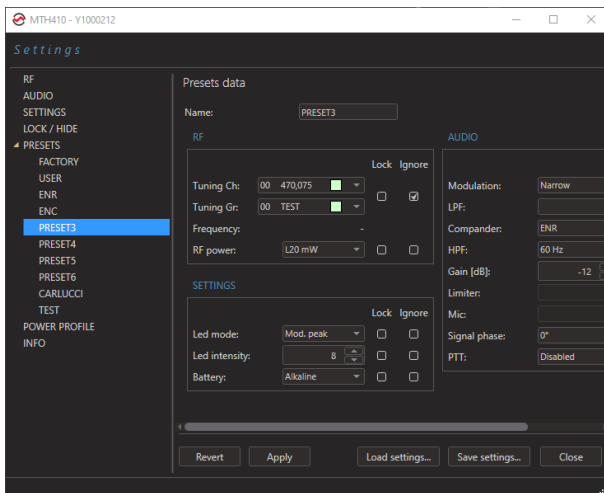 MTH410 - Y1000212
Settings
RF
AUDIO
SETTINGS
LOCK / HIDE
PRESETS
FACTORY
USER
ENR
ENC
PRESET3
PRESET4
PRESET5
PRESET6
CARLUCCI
TEST
POWER PROFILE
INFO
Presets data
Name: PRESET3
RF
Lock Ignore
Tuning Ch: 00 470,075
Tuning Gr: 00 TEST
Frequency: -
RF power: L20 mW
SETTINGS
Lock Ignore
Led mode: Mod. peak
Led intensity: 8
Battery: Alkaline
AUDIO
Modulation: Narrow
LPF:
Compander: ENR
HPF: 60 Hz
Gain [dB]: -12
Limiter:
Mic:
Signal phase: 0°
PTT: Disabled
Revert Apply Load settings... Save settings... Close